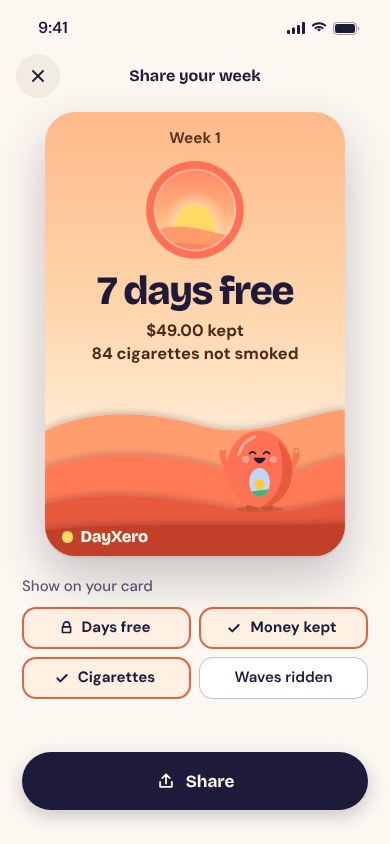 9:41
Share your week
Week 1
7 days free
$49.00 kept
84 cigarettes not smoked
DayXero
Show on your card
Days free
Money kept
Cigarettes
Waves ridden
Share